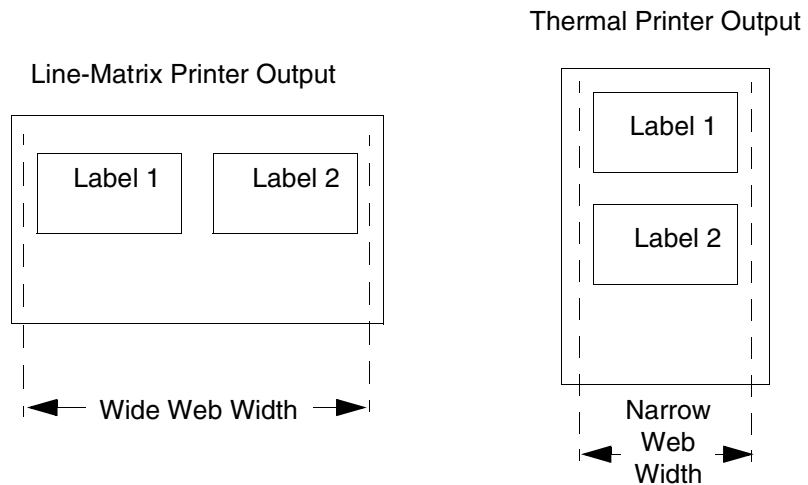 Line-Matrix Printer Output
Label 1
Label 2
Wide Web Width
Thermal Printer Output
Label 1
Label 2
Narrow
Web
Width